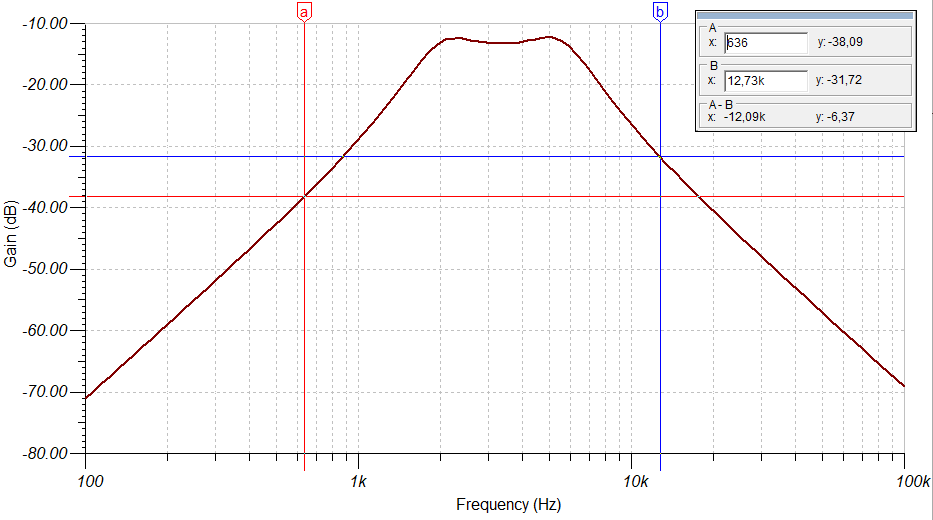 a
b
-10.00
-20.00
-30.00
-40.00
-50.00
-60.00
-70.00
-80.00
Gain (dB)
100
1k
10k
100k
Frequency (Hz)
A
x: 636 y: -38,09
B
x: 12,73k y: -31,72
A - B
x: -12,09k y: -6,37